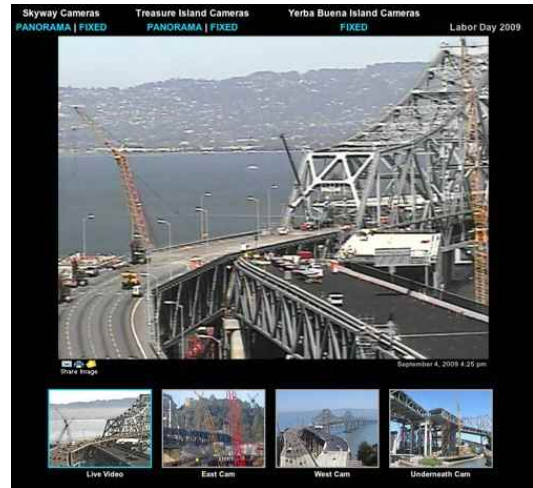 Skyway Cameras
PANORAMA | FIXED
Treasure Island Cameras
PANORAMA | FIXED
Yerba Buena Island Cameras
FIXED
Labor Day 2009
Share Image
September 4, 2009 4:25 pm
Live Video
East Cam
West Cam
Underneath Cam